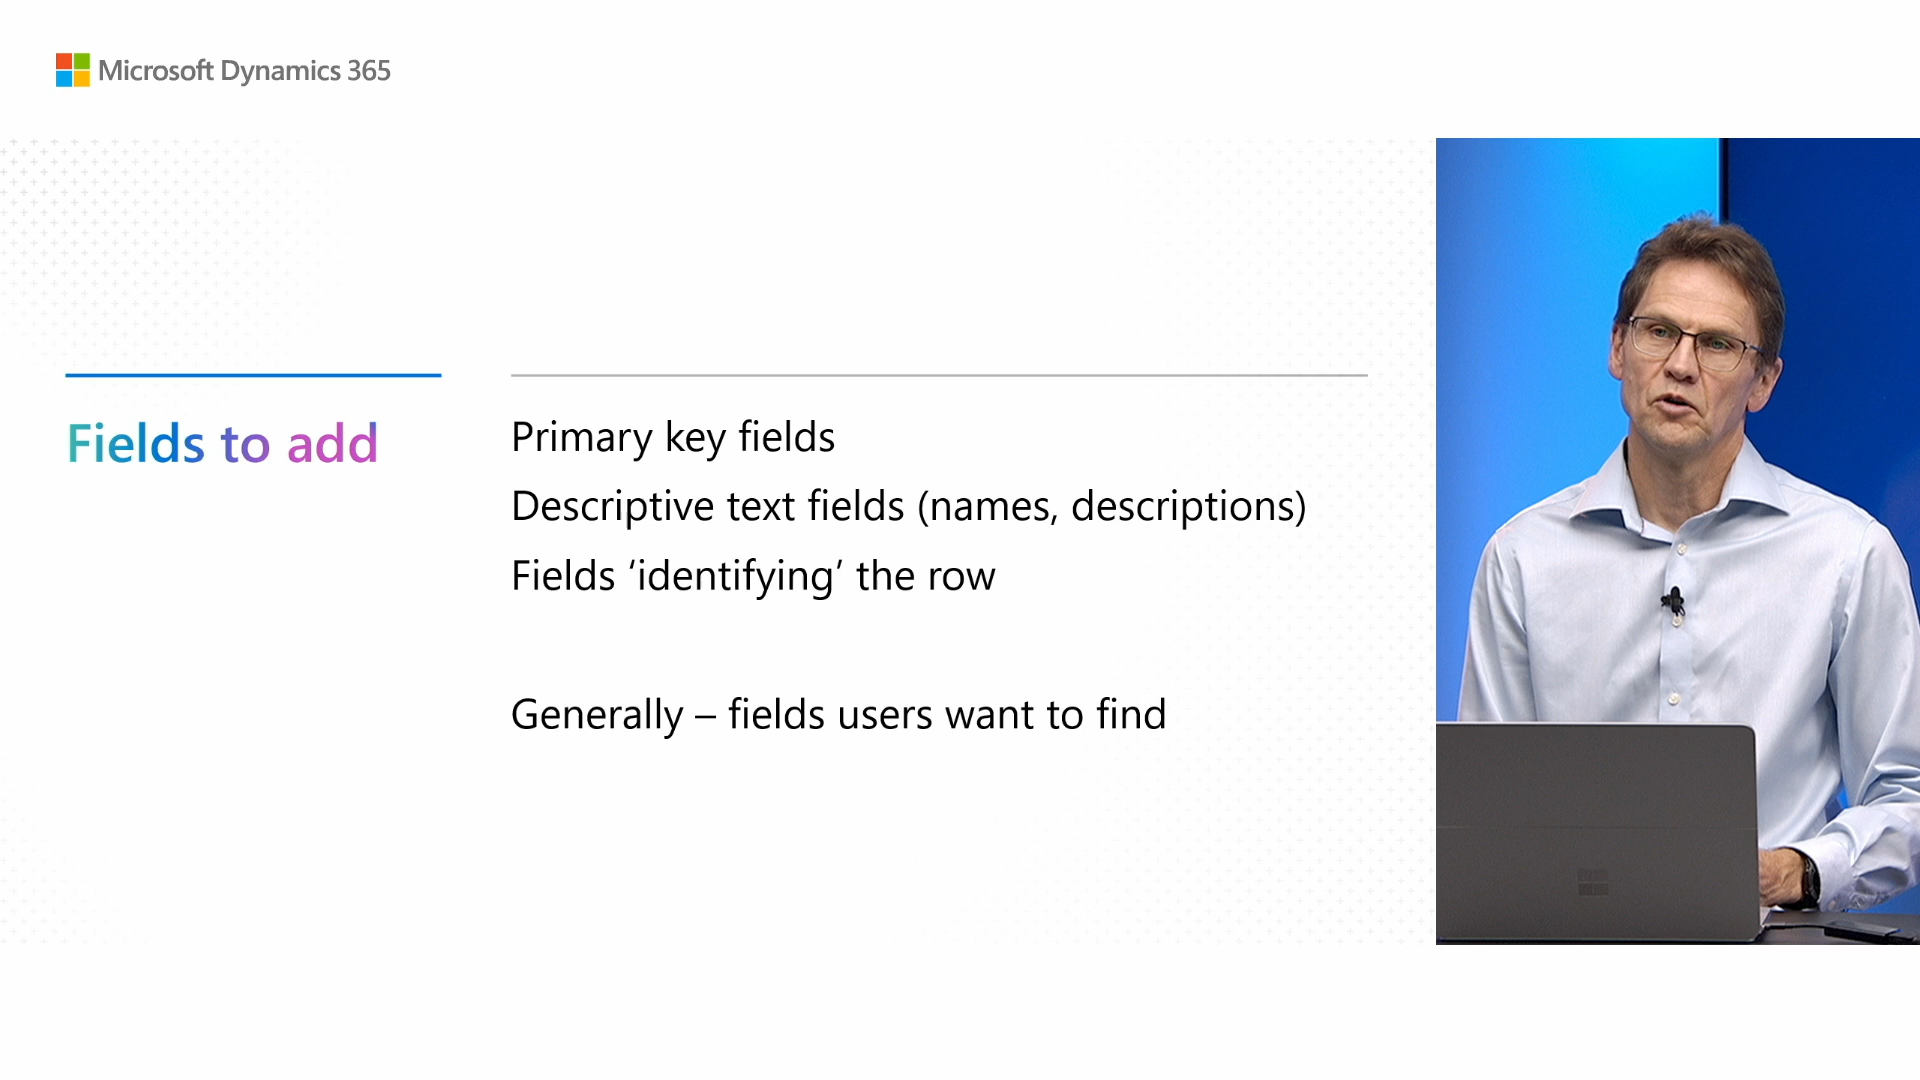 Microsoft Dynamics 365
Fields to add
Primary key fields
Descriptive text fields (names, descriptions)
Fields ‘identifying’ the row
Generally – fields users want to find